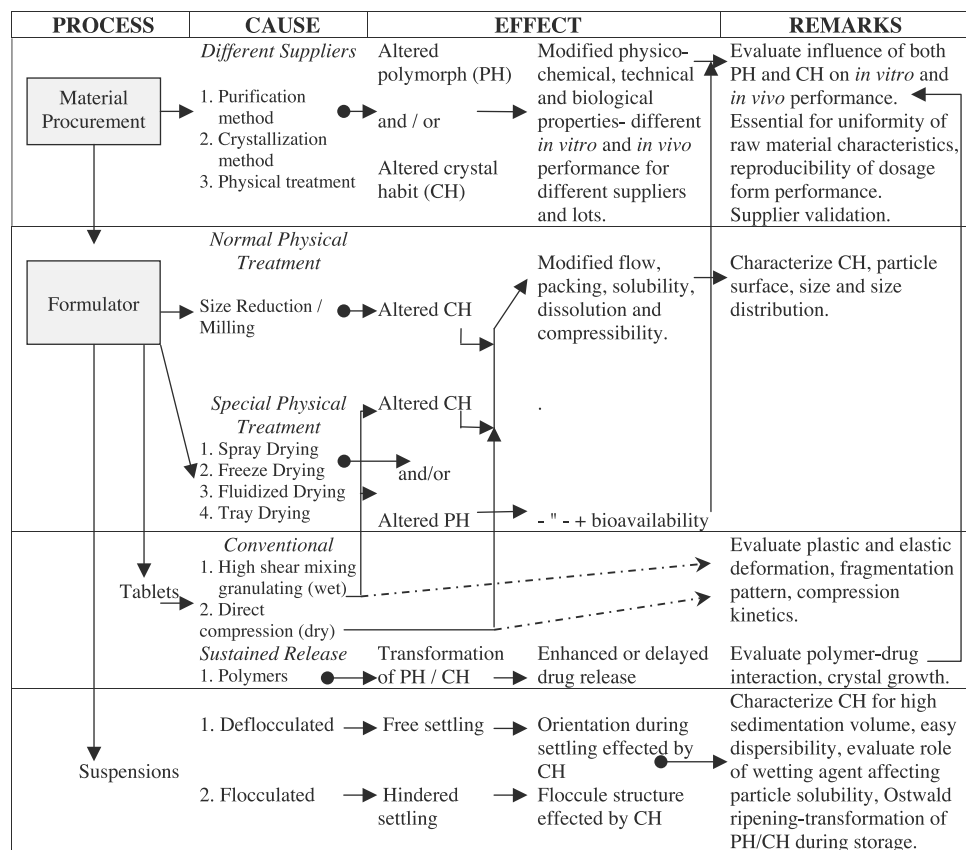 PROCESS
CAUSE
EFFECT
REMARKS
Material
Procurement
Different Suppliers
1. Purification
method
2. Crystallization
method
3. Physical treatment
Altered
polymorph (PH)
and / or
Altered crystal
habit (CH)
Modified physico-
chemical, technical
and biological
properties- different
in vitro and in vivo
performance for
different suppliers
and lots.
Evaluate influence of both
PH and CH on in vitro and
in vivo performance.
Essential for uniformity of
raw material characteristics,
reproducibility of dosage
form performance.
Supplier validation.
Formulator
Normal Physical
Treatment
Size Reduction /
Milling
Altered CH
Modified flow,
packing, solubility,
dissolution and
compressibility.
Characterize CH, particle
surface, size and size
distribution.
Special Physical
Treatment
1. Spray Drying
2. Freeze Drying
3. Fluidized Drying
4. Tray Drying
Altered CH
.
and/or
Altered PH
- " - + bioavailability
Tablets
Conventional
1. High shear mixing
granulating (wet)
2. Direct
compression (dry)
Evaluate plastic and elastic
deformation, fragmentation
pattern, compression
kinetics.
Sustained Release
1. Polymers
Transformation
of PH / CH
Enhanced or delayed
drug release
Evaluate polymer-drug
interaction, crystal growth.
Suspensions
1. Deflocculated
Free settling
Orientation during
settling effected by
CH
2. Flocculated
Hindered
settling
Floccule structure
effected by CH
Characterize CH for high
sedimentation volume, easy
dispersibility, evaluate role
of wetting agent affecting
particle solubility, Ostwald
ripening-transformation of
PH/CH during storage.